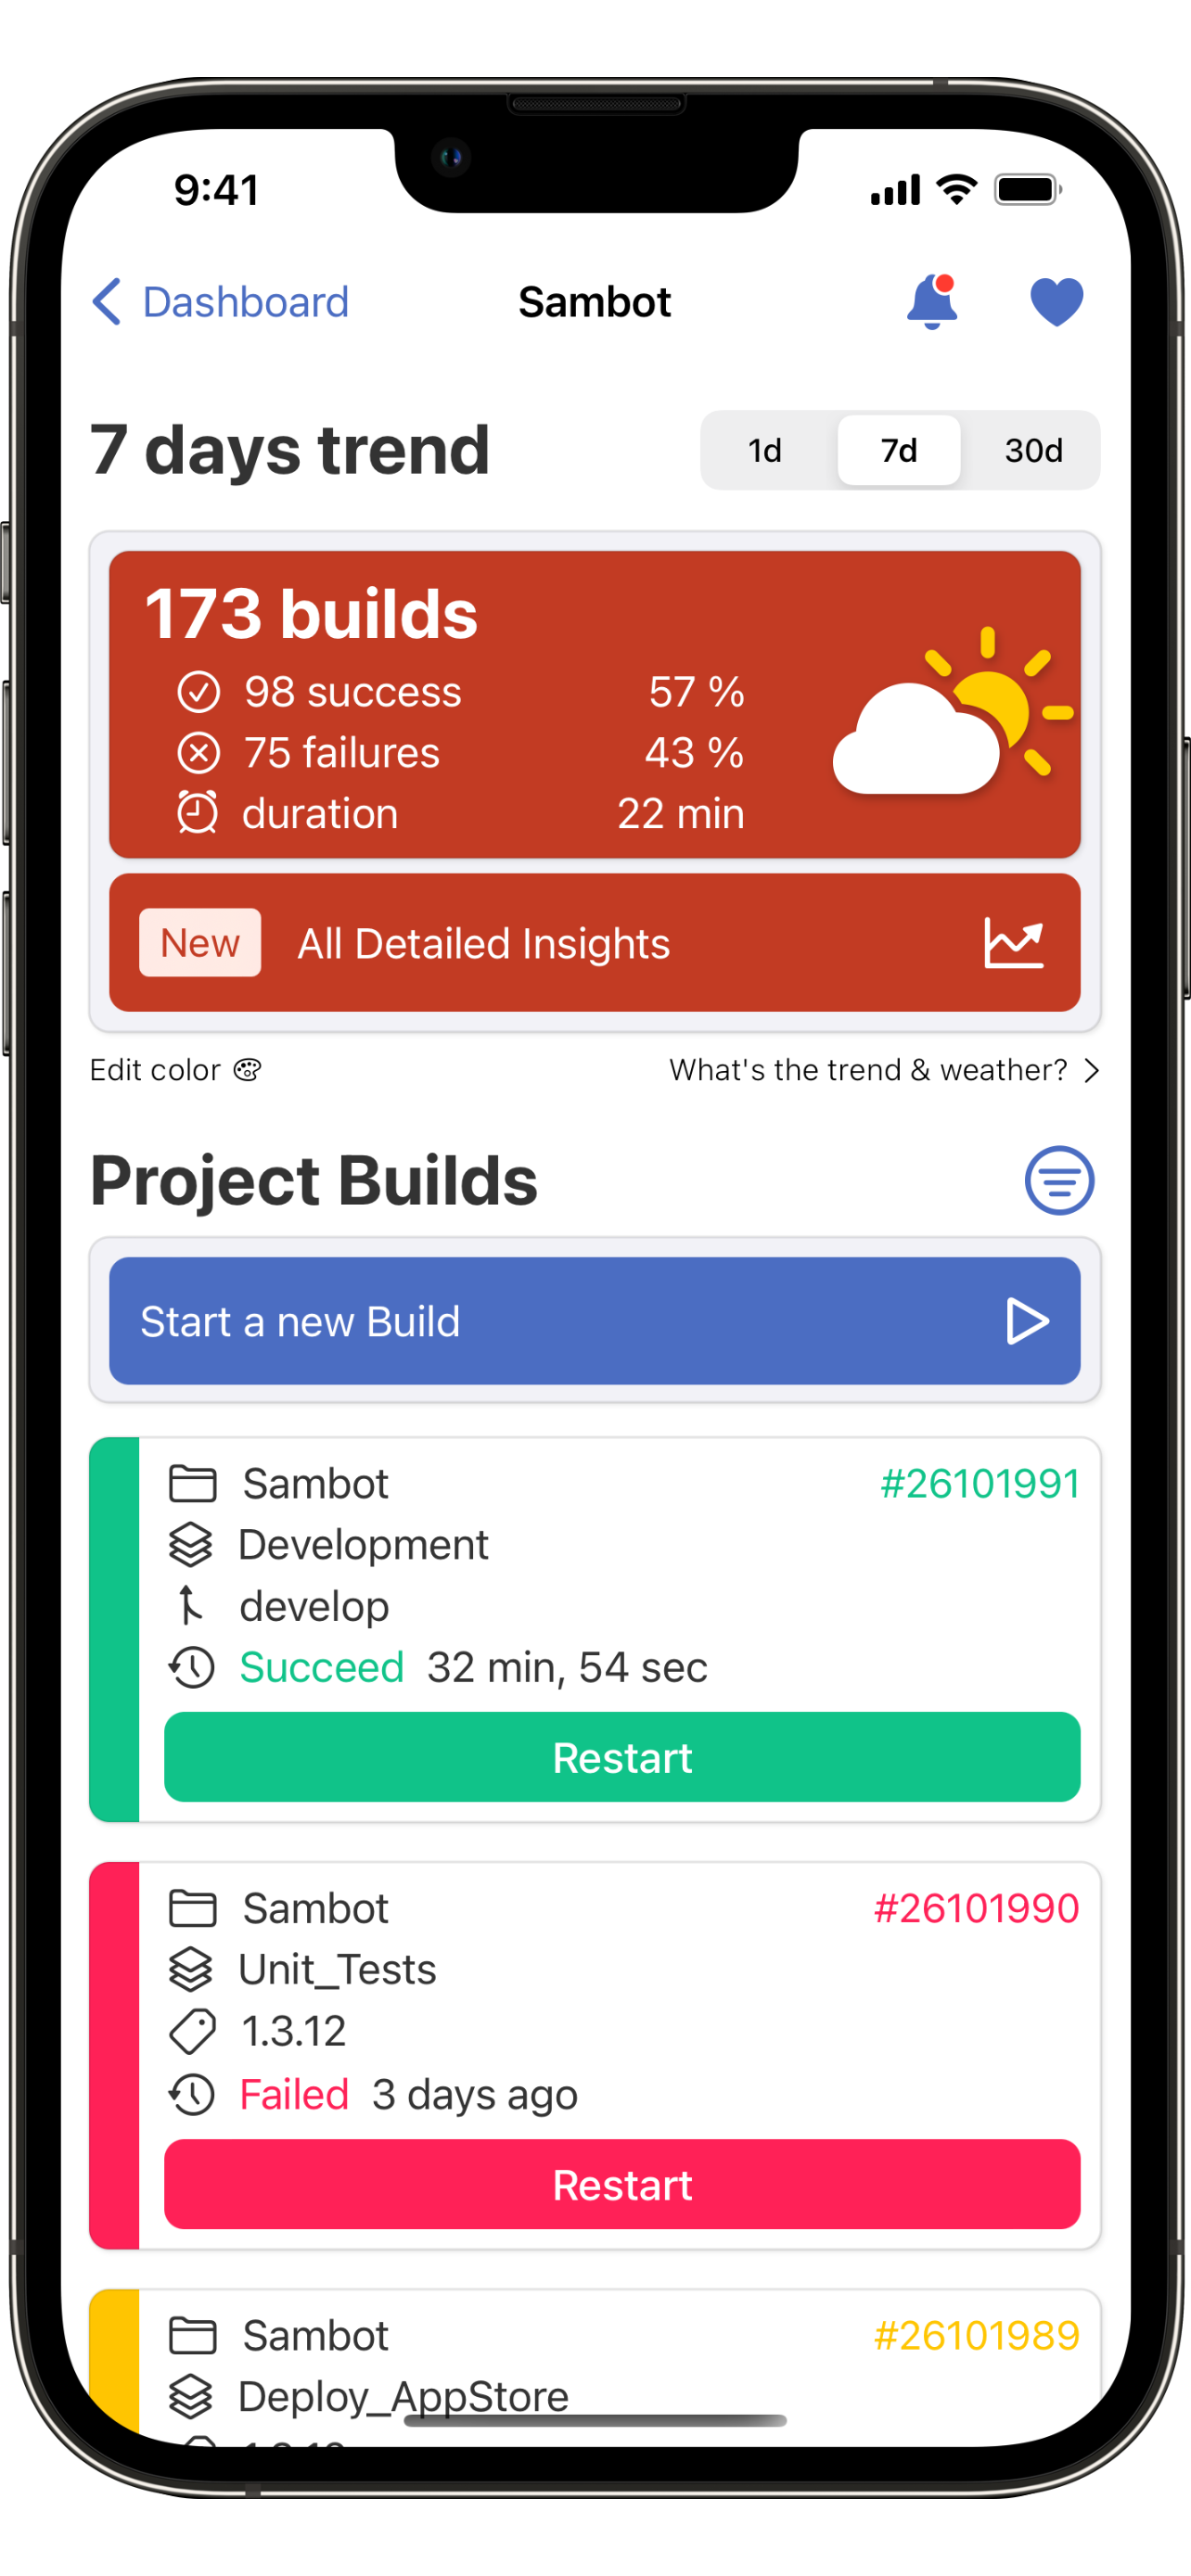 9:41
Dashboard Sambot
7 days trend 1d 7d 30d
173 builds
98 success 57 %
75 failures 43 %
duration 22 min
New All Detailed Insights
Edit color What's the trend & weather?
Project Builds
Start a new Build
Sambot #26101991
Development
develop
Succeed 32 min, 54 sec
Restart
Sambot #26101990
Unit_Tests
1.3.12
Failed 3 days ago
Restart
Sambot #26101989
Deploy_AppStore